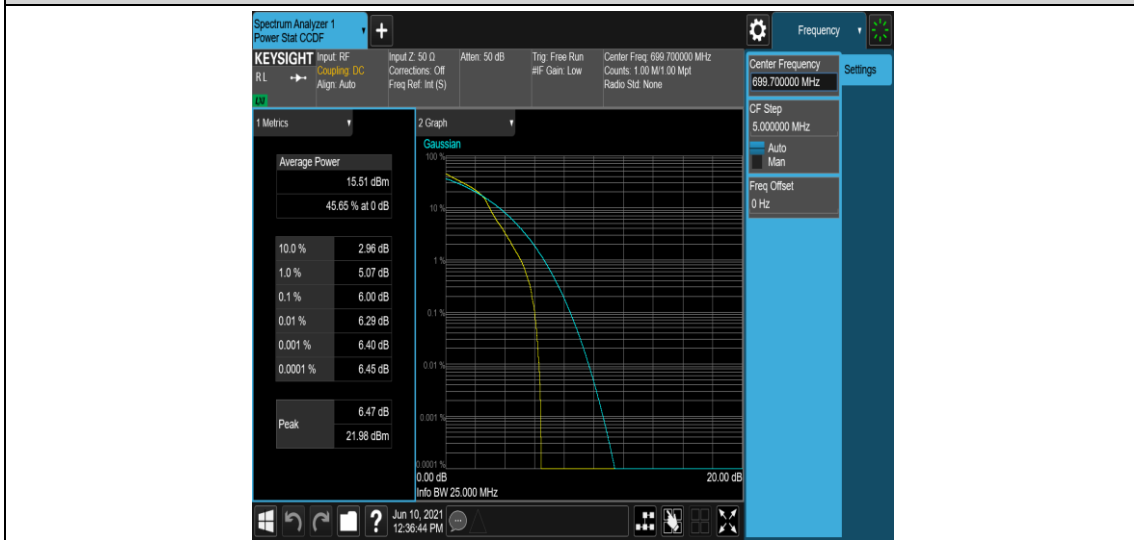 Spectrum Analyzer 1
Power Stat CCDF
+
Frequency
KEYSIGHT
RL
LXI
Input: RF
Coupling: DC
Align: Auto
Input Z: 50 Ω
Corrections: Off
Freq Ref: Int (S)
Atten: 50 dB
Trig: Free Run
#IF Gain: Low
Center Freq: 699.700000 MHz
Counts: 1.00 M/1.00 Mpt
Radio Std: None
Center Frequency
699.700000 MHz
Settings
CF Step
5.000000 MHz
Auto
Man
Freq Offset
0 Hz
1 Metrics
Average Power
15.51 dBm
45.65 % at 0 dB
10.0 % 2.96 dB
1.0 % 5.07 dB
0.1 % 6.00 dB
0.01 % 6.29 dB
0.001 % 6.40 dB
0.0001 % 6.45 dB
Peak
6.47 dB
21.98 dBm
2 Graph
Gaussian
100 %
10 %
1 %
0.1 %
0.01 %
0.001 %
0.0001 %
0.00 dB 20.00 dB
Info BW 25.000 MHz
?
Jun 10, 2021
12:36:44 PM